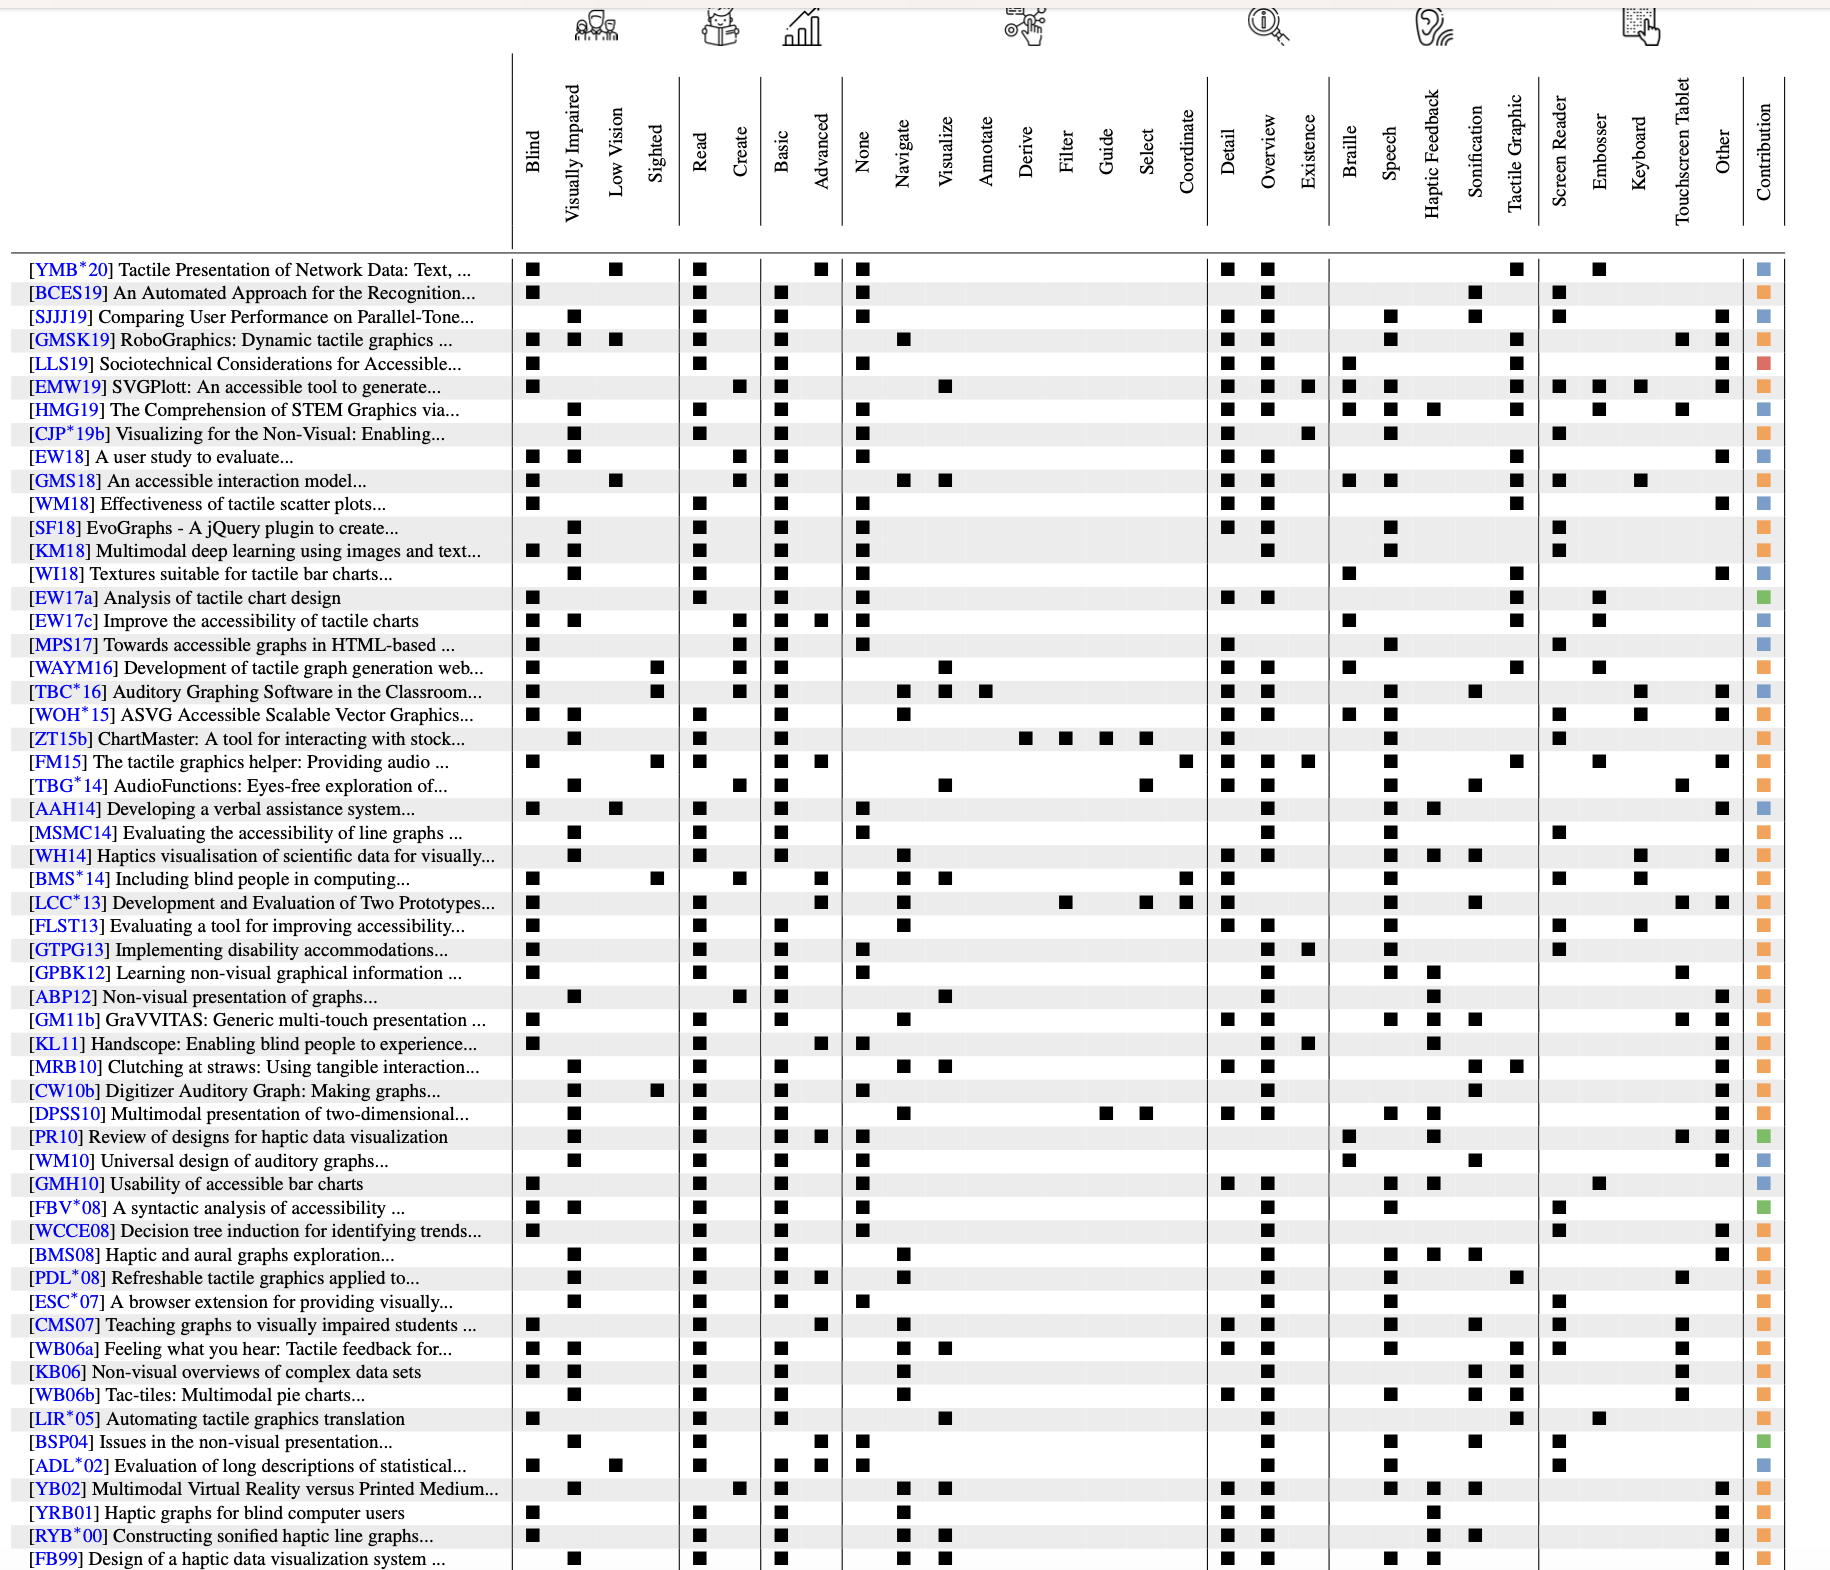 Blind
Visually Impaired
Low Vision
Sighted
Read
Create
Basic
Advanced
None
Navigate
Visualize
Annotate
Derive
Filter
Guide
Select
Coordinate
Detail
Overview
Existence
Braille
Speech
Haptic Feedback
Sonification
Tactile Graphic
Screen Reader
Embosser
Keyboard
Touchscreen Tablet
Other
Contribution
[YMB*20] Tactile Presentation of Network Data: Text, ...
[BCES19] An Automated Approach for the Recognition...
[SJJJ19] Comparing User Performance on Parallel-Tone...
[GMSK19] RoboGraphics: Dynamic tactile graphics ...
[LLS19] Sociotechnical Considerations for Accessible...
[EMW19] SVGPlott: An accessible tool to generate...
[HMG19] The Comprehension of STEM Graphics via...
[CJP*19b] Visualizing for the Non-Visual: Enabling...
[EW18] A user study to evaluate...
[GMS18] An accessible interaction model...
[WM18] Effectiveness of tactile scatter plots...
[SF18] EvoGraphs - A jQuery plugin to create...
[KM18] Multimodal deep learning using images and text...
[WI18] Textures suitable for tactile bar charts...
[EW17a] Analysis of tactile chart design
[EW17c] Improve the accessibility of tactile charts
[MPS17] Towards accessible graphs in HTML-based ...
[WAYM16] Development of tactile graph generation web...
[TBC*16] Auditory Graphing Software in the Classroom...
[WOH*15] ASVG Accessible Scalable Vector Graphics...
[ZT15b] ChartMaster: A tool for interacting with stock...
[FM15] The tactile graphics helper: Providing audio ...
[TBG*14] AudioFunctions: Eyes-free exploration of...
[AAH14] Developing a verbal assistance system...
[MSMC14] Evaluating the accessibility of line graphs ...
[WH14] Haptics visualisation of scientific data for visually...
[BMS*14] Including blind people in computing...
[LCC*13] Development and Evaluation of Two Prototypes...
[FLST13] Evaluating a tool for improving accessibility...
[GTPG13] Implementing disability accommodations...
[GPBK12] Learning non-visual graphical information ...
[ABP12] Non-visual presentation of graphs...
[GM11b] GraVVITAS: Generic multi-touch presentation ...
[KL11] Handscope: Enabling blind people to experience...
[MRB10] Clutching at straws: Using tangible interaction...
[CW10b] Digitizer Auditory Graph: Making graphs...
[DPSS10] Multimodal presentation of two-dimensional...
[PR10] Review of designs for haptic data visualization
[WM10] Universal design of auditory graphs...
[GMH10] Usability of accessible bar charts
[FBV*08] A syntactic analysis of accessibility ...
[WCCE08] Decision tree induction for identifying trends...
[BMS08] Haptic and aural graphs exploration...
[PDL*08] Refreshable tactile graphics applied to...
[ESC*07] A browser extension for providing visually...
[CMS07] Teaching graphs to visually impaired students ...
[WB06a] Feeling what you hear: Tactile feedback for...
[KB06] Non-visual overviews of complex data sets
[WB06b] Tac-tiles: Multimodal pie charts...
[LIR*05] Automating tactile graphics translation
[BSP04] Issues in the non-visual presentation...
[ADL*02] Evaluation of long descriptions of statistical...
[YB02] Multimodal Virtual Reality versus Printed Medium...
[YRB01] Haptic graphs for blind computer users
[RYB*00] Constructing sonified haptic line graphs...
[FB99] Design of a haptic data visualization system ...